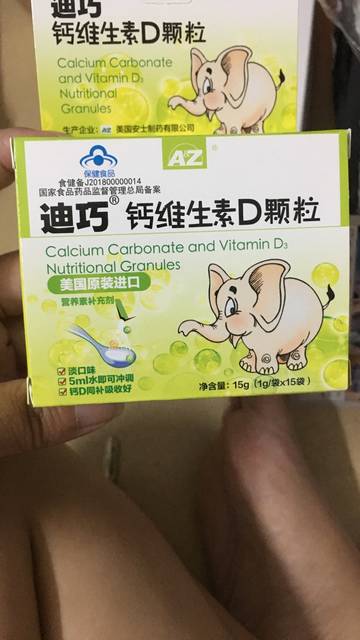 迪巧
钙维生素D颗粒
Calcium Carbonate
and Vitamin D₃
Nutritional
Granules
生产企业: A&Z 美国安士制药有限公司
A&Z®
保健食品
食健备J201800000014
国家食品药品监督管理总局备案
迪巧® 钙维生素D颗粒
Calcium Carbonate and Vitamin D₃
Nutritional Granules
美国原装进口
营养素补充剂
淡口味
5ml水即可冲调
钙D同补吸收好
净含量: 15g (1g/袋x15袋)